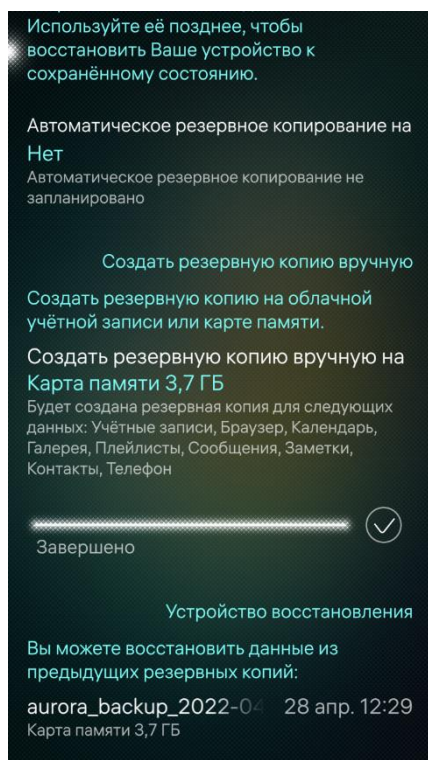 Используйте её позднее, чтобы
восстановить Ваше устройство к
сохранённому состоянию.
Автоматическое резервное копирование на
Нет
Автоматическое резервное копирование не
запланировано
Создать резервную копию вручную
Создать резервную копию на облачной
учётной записи или карте памяти.
Создать резервную копию вручную на
Карта памяти 3,7 ГБ
Будет создана резервная копия для следующих
данных: Учётные записи, Браузер, Календарь,
Галерея, Плейлисты, Сообщения, Заметки,
Контакты, Телефон
Завершено
Устройство восстановления
Вы можете восстановить данные из
предыдущих резервных копий:
aurora_backup_2022-04 28 апр. 12:29
Карта памяти 3,7 ГБ